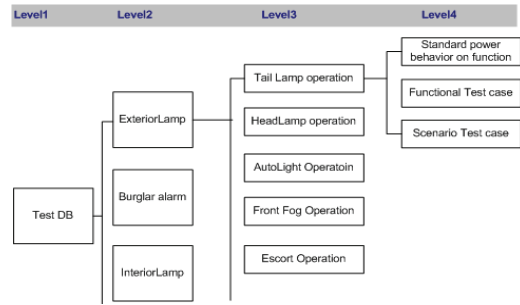 Level1 Level2 Level3 Level4
Standard power
behavior on function
Tail Lamp operation
Functional Test case
ExteriorLamp
HeadLamp operation
Scenario Test case
AutoLight Operatoin
Burglar alarm
Test DB
Front Fog Operation
InteriorLamp
Escort Operation